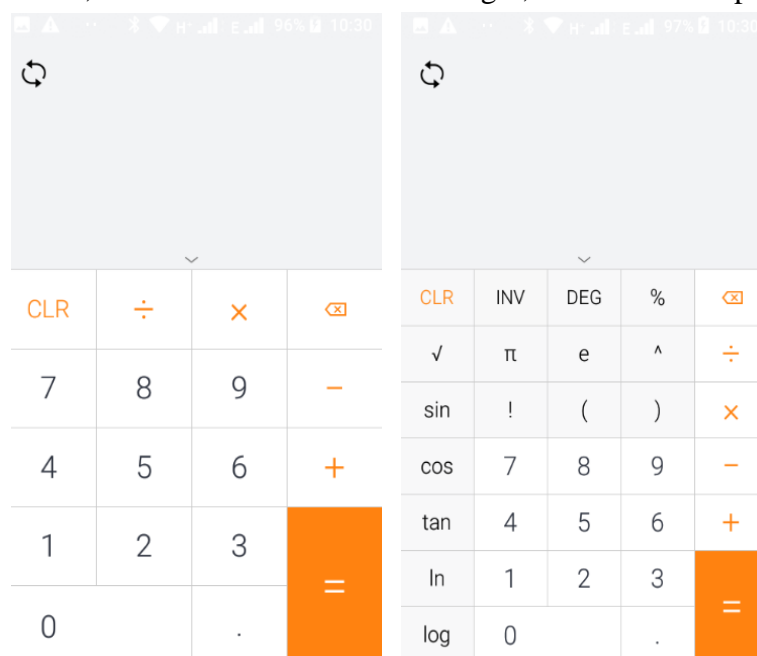 H+ E 96% 10:30
CLR ÷ ×
7 8 9 −
4 5 6 +
1 2 3 =
0 .
H+ E 97% 10:30
CLR INV DEG %
√ π e ^ ÷
sin ! ( ) ×
cos 7 8 9 −
tan 4 5 6 +
ln 1 2 3 =
log 0 .